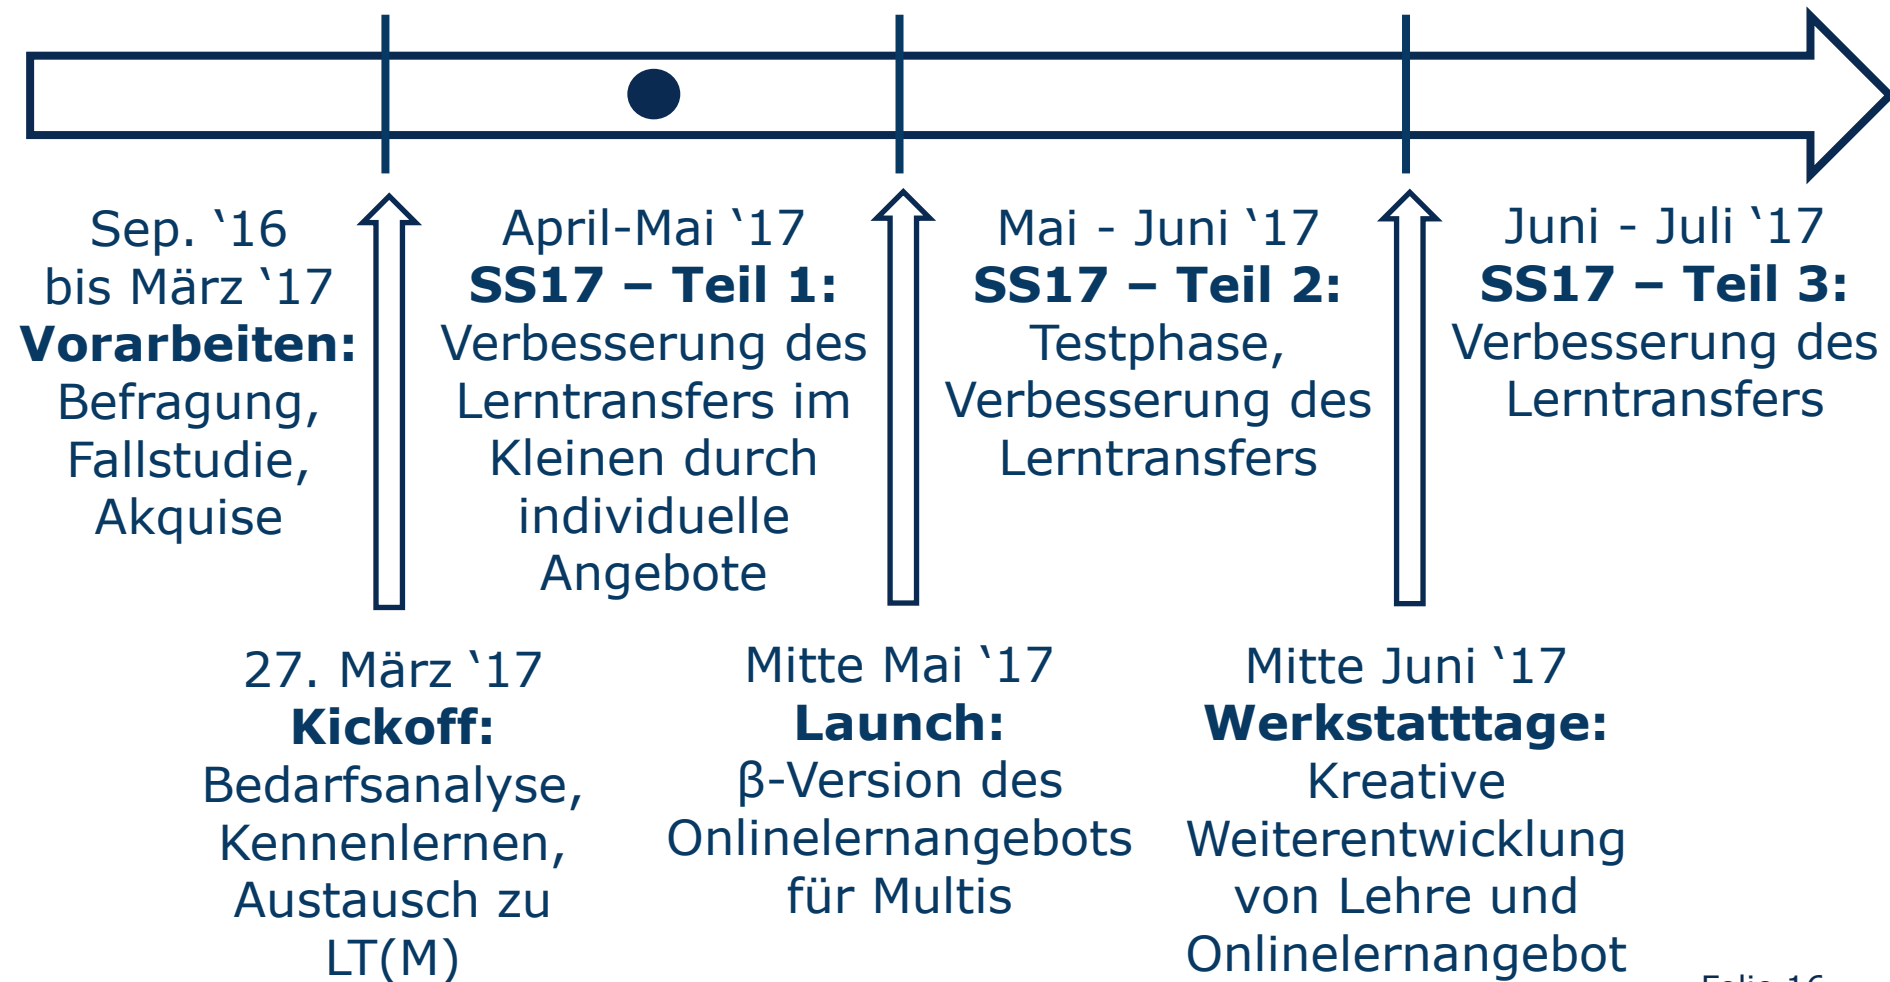 Sep. ‘16
bis März ‘17
Vorarbeiten:
Befragung,
Fallstudie,
Akquise
April-Mai ‘17
SS17 – Teil 1:
Verbesserung des
Lerntransfers im
Kleinen durch
individuelle
Angebote
Mai - Juni ‘17
SS17 – Teil 2:
Testphase,
Verbesserung des
Lerntransfers
Juni - Juli ‘17
SS17 – Teil 3:
Verbesserung des
Lerntransfers
27. März ‘17
Kickoff:
Bedarfsanalyse,
Kennenlernen,
Austausch zu
LT(M)
Mitte Mai ‘17
Launch:
β-Version des
Onlinelernangebots
für Multis
Mitte Juni ‘17
Werkstatttage:
Kreative
Weiterentwicklung
von Lehre und
Onlinelernangebot
Folie 16